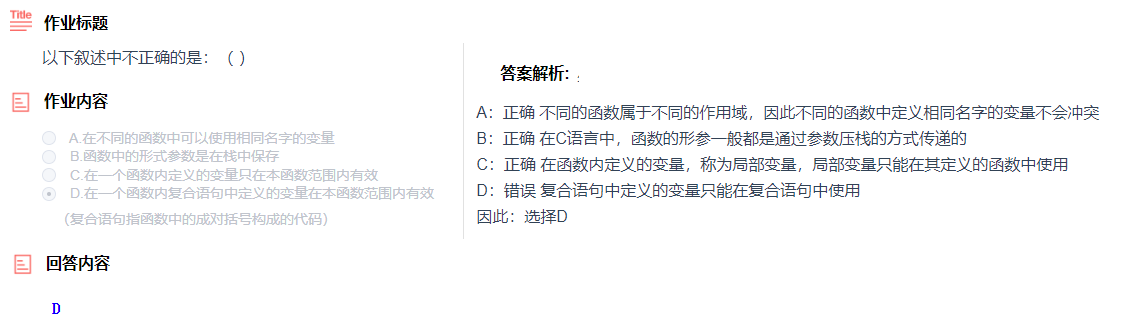 Title 作业标题
以下叙述中不正确的是：（ ）
作业内容
A.在不同的函数中可以使用相同名字的变量
B.函数中的形式参数是在栈中保存
C.在一个函数内定义的变量只在本函数范围内有效
D.在一个函数内复合语句中定义的变量在本函数范围内有效
（复合语句指函数中的成对括号构成的代码）
答案解析：:
A：正确 不同的函数属于不同的作用域，因此不同的函数中定义相同名字的变量不会冲突
B：正确 在C语言中，函数的形参一般都是通过参数压栈的方式传递的
C：正确 在函数内定义的变量，称为局部变量，局部变量只能在其定义的函数中使用
D：错误 复合语句中定义的变量只能在复合语句中使用
因此：选择D
回答内容
D